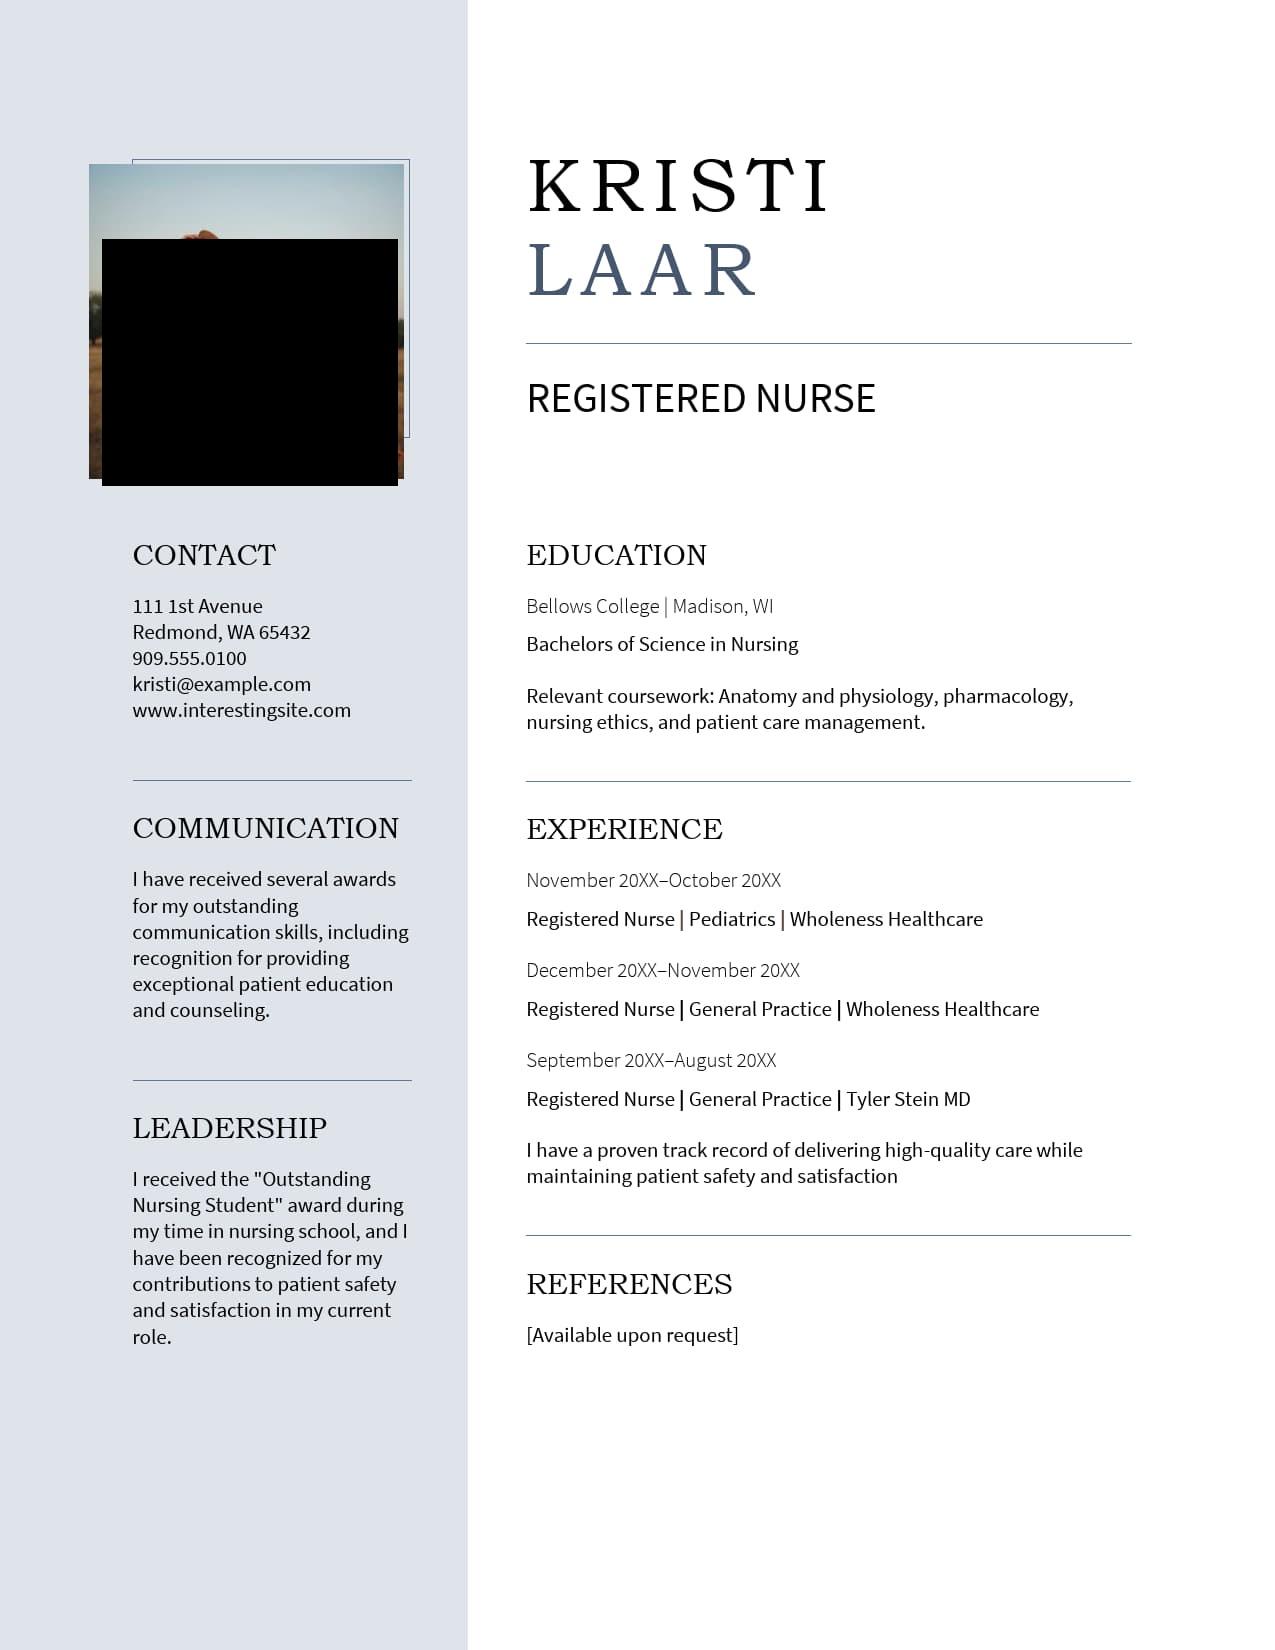 KRISTI
LAAR
REGISTERED NURSE
CONTACT
111 1st Avenue
Redmond, WA 65432
909.555.0100
kristi@example.com
www.interestingsite.com
COMMUNICATION
I have received several awards
for my outstanding
communication skills, including
recognition for providing
exceptional patient education
and counseling.
LEADERSHIP
I received the "Outstanding
Nursing Student" award during
my time in nursing school, and I
have been recognized for my
contributions to patient safety
and satisfaction in my current
role.
EDUCATION
Bellows College | Madison, WI
Bachelors of Science in Nursing
Relevant coursework: Anatomy and physiology, pharmacology,
nursing ethics, and patient care management.
EXPERIENCE
November 20XX–October 20XX
Registered Nurse | Pediatrics | Wholeness Healthcare
December 20XX–November 20XX
Registered Nurse | General Practice | Wholeness Healthcare
September 20XX–August 20XX
Registered Nurse | General Practice | Tyler Stein MD
I have a proven track record of delivering high-quality care while
maintaining patient safety and satisfaction
REFERENCES
[Available upon request]